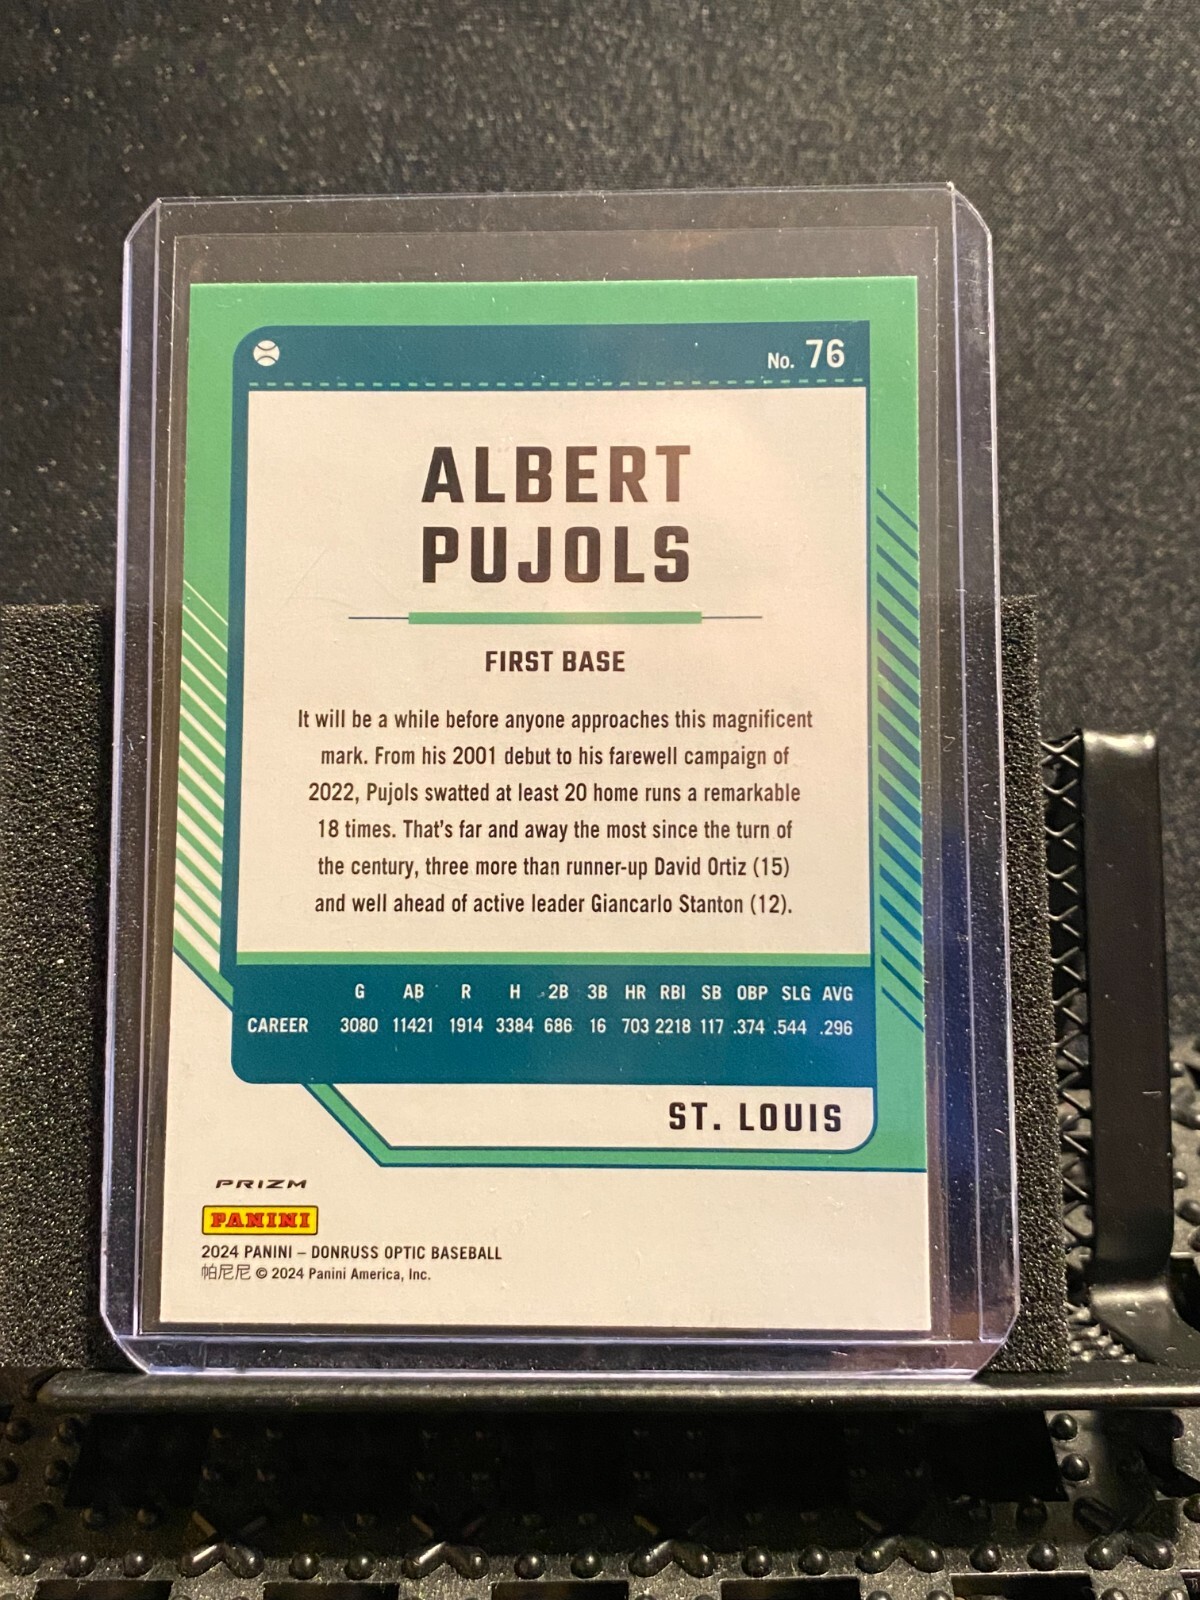 No. 76
ALBERT
PUJOLS
FIRST BASE
It will be a while before anyone approaches this magnificent
mark. From his 2001 debut to his farewell campaign of
2022, Pujols swatted at least 20 home runs a remarkable
18 times. That's far and away the most since the turn of
the century, three more than runner-up David Ortiz (15)
and well ahead of active leader Giancarlo Stanton (12).
G AB R H 2B 3B HR RBI SB OBP SLG AVG
CAREER 3080 11421 1914 3384 686 16 703 2218 117 .374 .544 .296
ST. LOUIS
PRIZM
PANINI
2024 PANINI – DONRUSS OPTIC BASEBALL
帕尼尼 © 2024 Panini America, Inc.